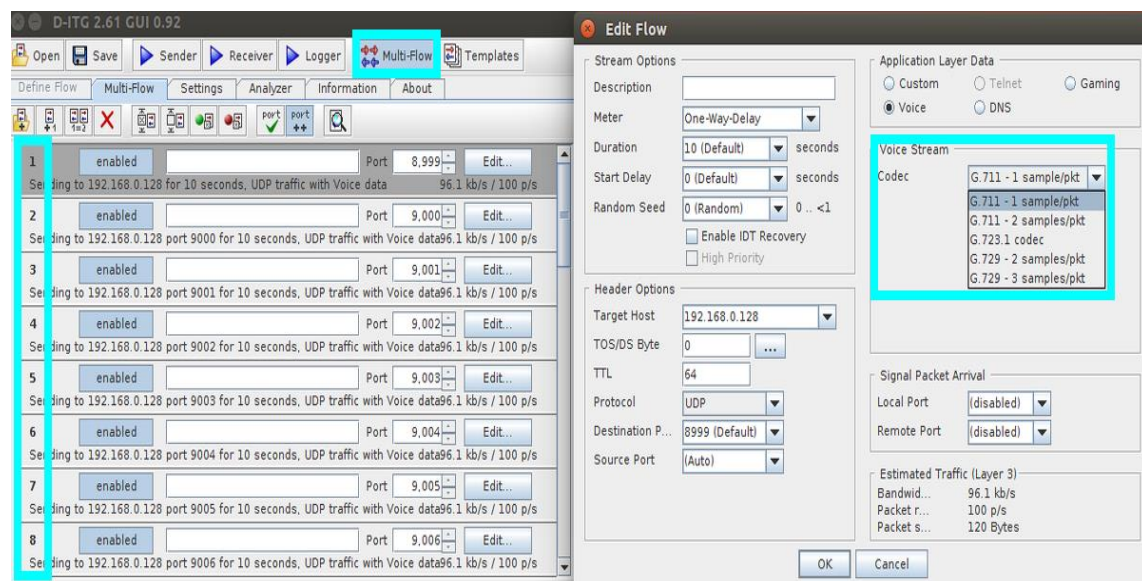 D-ITG 2.61 GUI 0.92
Open Save Sender Receiver Logger Multi-Flow Templates
Define Flow Multi-Flow Settings Analyzer Information About
+1 1=2 port port ++
1 enabled Port 8,999 Edit...
Sending to 192.168.0.128 for 10 seconds, UDP traffic with Voice data 96.1 kb/s / 100 p/s
2 enabled Port 9,000 Edit...
Sending to 192.168.0.128 port 9000 for 10 seconds, UDP traffic with Voice data96.1 kb/s / 100 p/s
3 enabled Port 9,001 Edit...
Sending to 192.168.0.128 port 9001 for 10 seconds, UDP traffic with Voice data96.1 kb/s / 100 p/s
4 enabled Port 9,002 Edit...
Sending to 192.168.0.128 port 9002 for 10 seconds, UDP traffic with Voice data96.1 kb/s / 100 p/s
5 enabled Port 9,003 Edit...
Sending to 192.168.0.128 port 9003 for 10 seconds, UDP traffic with Voice data96.1 kb/s / 100 p/s
6 enabled Port 9,004 Edit...
Sending to 192.168.0.128 port 9004 for 10 seconds, UDP traffic with Voice data96.1 kb/s / 100 p/s
7 enabled Port 9,005 Edit...
Sending to 192.168.0.128 port 9005 for 10 seconds, UDP traffic with Voice data96.1 kb/s / 100 p/s
8 enabled Port 9,006 Edit...
Sending to 192.168.0.128 port 9006 for 10 seconds, UDP traffic with Voice data96.1 kb/s / 100 p/s
Edit Flow
Stream Options
Description
Meter One-Way-Delay
Duration 10 (Default) seconds
Start Delay 0 (Default) seconds
Random Seed 0 (Random) 0 .. <1
Enable IDT Recovery
High Priority
Header Options
Target Host 192.168.0.128
TOS/DS Byte 0 ...
TTL 64
Protocol UDP
Destination P... 8999 (Default)
Source Port (Auto)
Application Layer Data
Custom Telnet Gaming
Voice DNS
Voice Stream
Codec G.711 - 1 sample/pkt
G.711 - 1 sample/pkt
G.711 - 2 samples/pkt
G.723.1 codec
G.729 - 2 samples/pkt
G.729 - 3 samples/pkt
Signal Packet Arrival
Local Port (disabled)
Remote Port (disabled)
Estimated Traffic (Layer 3)
Bandwid... 96.1 kb/s
Packet r... 100 p/s
Packet s... 120 Bytes
OK Cancel